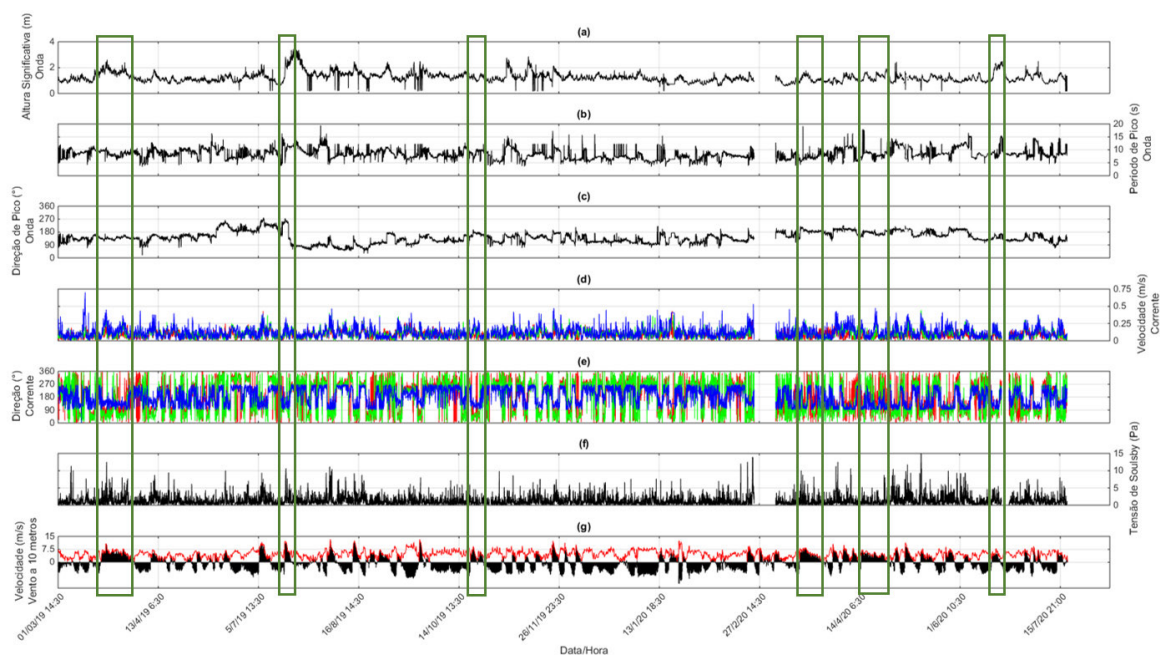 (a)
Altura Significativa (m)
Onda
4
2
0
(b)
20
15
10
5
0
Período de Pico (s)
Onda
(c)
Direção de Pico (°)
Onda
360
270
180
90
0
(d)
0.75
0.5
0.25
0
Velocidade (m/s)
Corrente
(e)
Direção (°)
Corrente
360
270
180
90
0
(f)
15
10
5
0
Tensão de Soulsby (Pa)
(g)
Velocidade (m/s)
Vento a 10 metros
15
7.5
0
01/03/19 14:30
13/4/19 6:30
5/7/19 13:30
16/8/19 14:30
14/10/19 13:30
26/11/19 23:30
13/1/20 18:30
27/2/20 14:30
14/4/20 6:30
1/6/20 10:30
15/7/20 21:00
Data/Hora